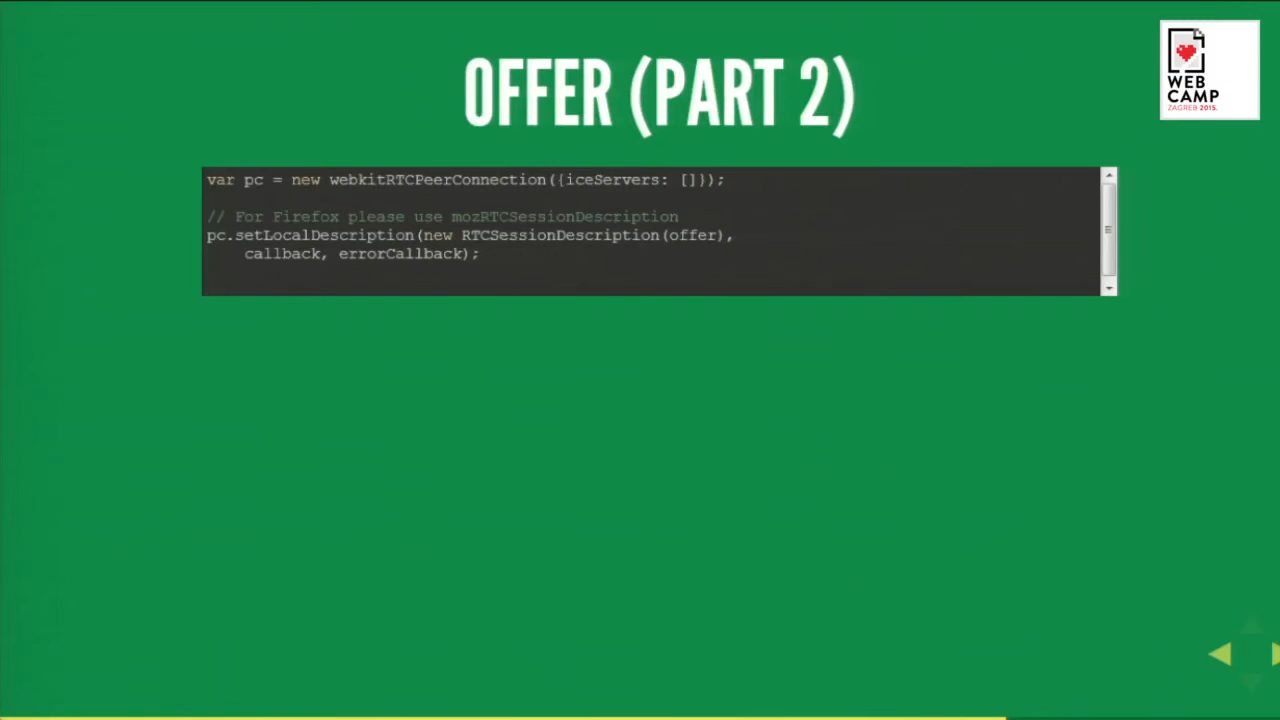 OFFER (PART 2)
WEB
CAMP
ZAGREB 2015.
var pc = new webkitRTCPeerConnection({iceServers: []});
// For Firefox please use mozRTCSessionDescription
pc.setLocalDescription(new RTCSessionDescription(offer),
callback, errorCallback);